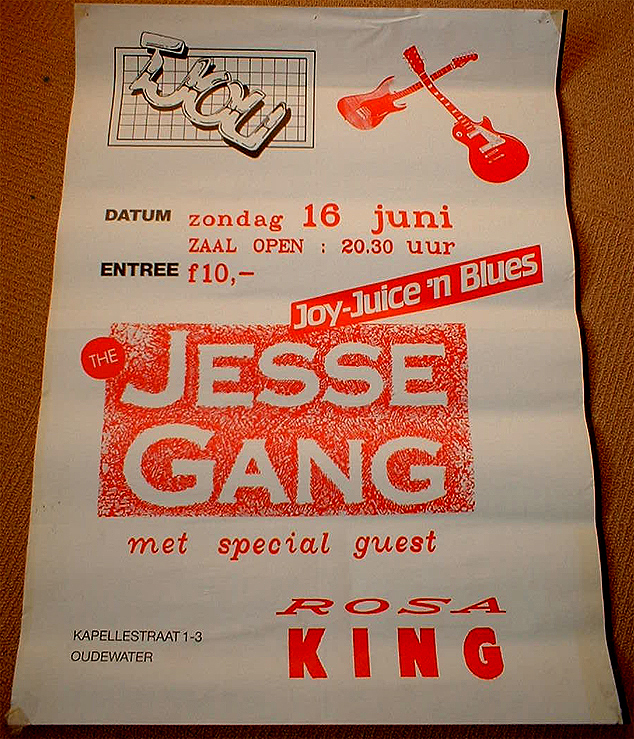 DATUM zondag 16 juni
ZAAL OPEN : 20.30 uur
ENTREE f10,-
Joy-Juice 'n Blues
THE
JESSE
GANG
met special guest
ROSA
KING
KAPELLESTRAAT 1-3
OUDEWATER